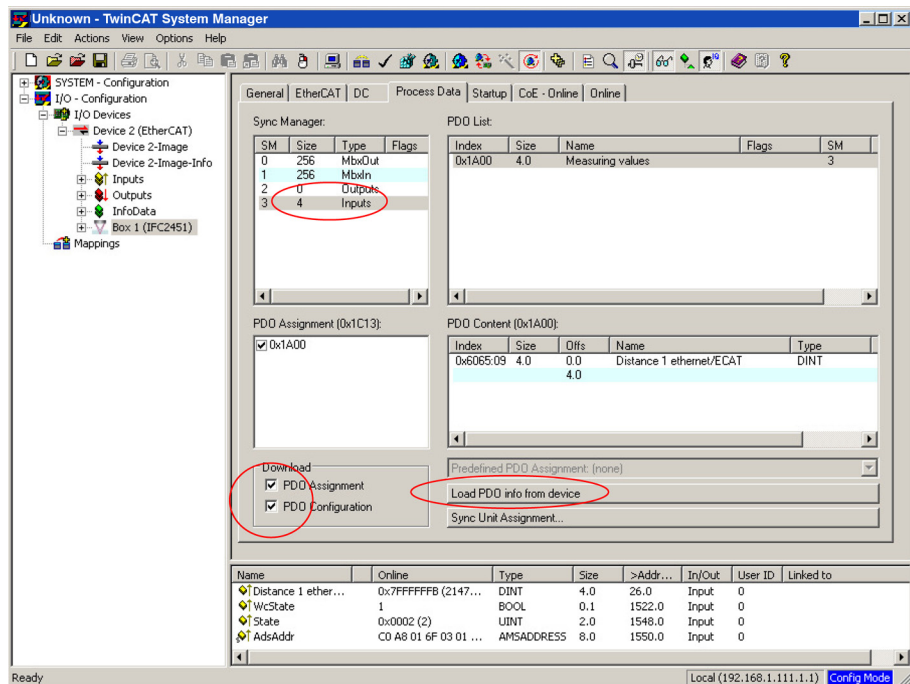 Unknown - TwinCAT System Manager
File Edit Actions View Options Help
SYSTEM - Configuration
I/O - Configuration
I/O Devices
Device 2 (EtherCAT)
Device 2-Image
Device 2-Image-Info
Inputs
Outputs
InfoData
Box 1 (IFC2451)
Mappings
General EtherCAT DC Process Data Startup CoE - Online Online
Sync Manager:
SM Size Type Flags
0 256 MbxOut
1 256 MbxIn
2 0 Outputs
3 4 Inputs
PDO List:
Index Size Name Flags SM
0x1A00 4.0 Measuring values 3
PDO Assignment (0x1C13):
0x1A00
PDO Content (0x1A00):
Index Size Offs Name Type
0x6065:09 4.0 0.0 Distance 1 ethernet/ECAT DINT
4.0
Download
PDO Assignment
PDO Configuration
Predefined PDO Assignment: (none)
Load PDO info from device
Sync Unit Assignment...
Name Online Type Size >Addr... In/Out User ID Linked to
Distance 1 ether... 0x7FFFFFFB (2147... DINT 4.0 26.0 Input 0
WcState 1 BOOL 0.1 1522.0 Input 0
State 0x0002 (2) UINT 2.0 1548.0 Input 0
AdsAddr C0 A8 01 6F 03 01 ... AMSADDRESS 8.0 1550.0 Input 0
Ready Local (192.168.1.111.1.1) Config Mode